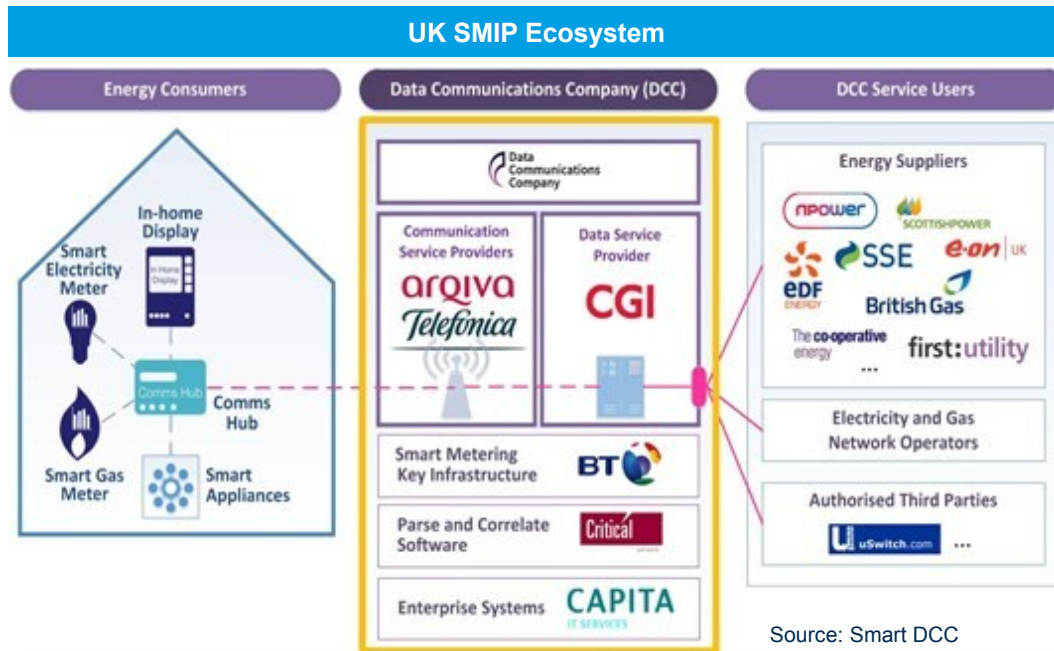 UK SMIP Ecosystem
Energy Consumers
In-home
Display
Smart
Electricity
Meter
In-Home
Display
Comms Hub
Comms
Hub
Smart Gas
Meter
Smart
Appliances
Data Communications Company (DCC)
Data
Communications
Company
Communication
Service Providers
arqiva
Telefónica
Data Service
Provider
CGI
Smart Metering
Key Infrastructure
BT
Parse and Correlate
Software
Critical
Enterprise Systems
CAPITA
IT SERVICES
DCC Service Users
Energy Suppliers
npower
SCOTTISHPOWER
eDF
ENERGY
SSE
e·on | UK
British Gas
The co-operative
energy
first:utility
...
Electricity and Gas
Network Operators
Authorised Third Parties
U uSwitch.com ...
Source: Smart DCC